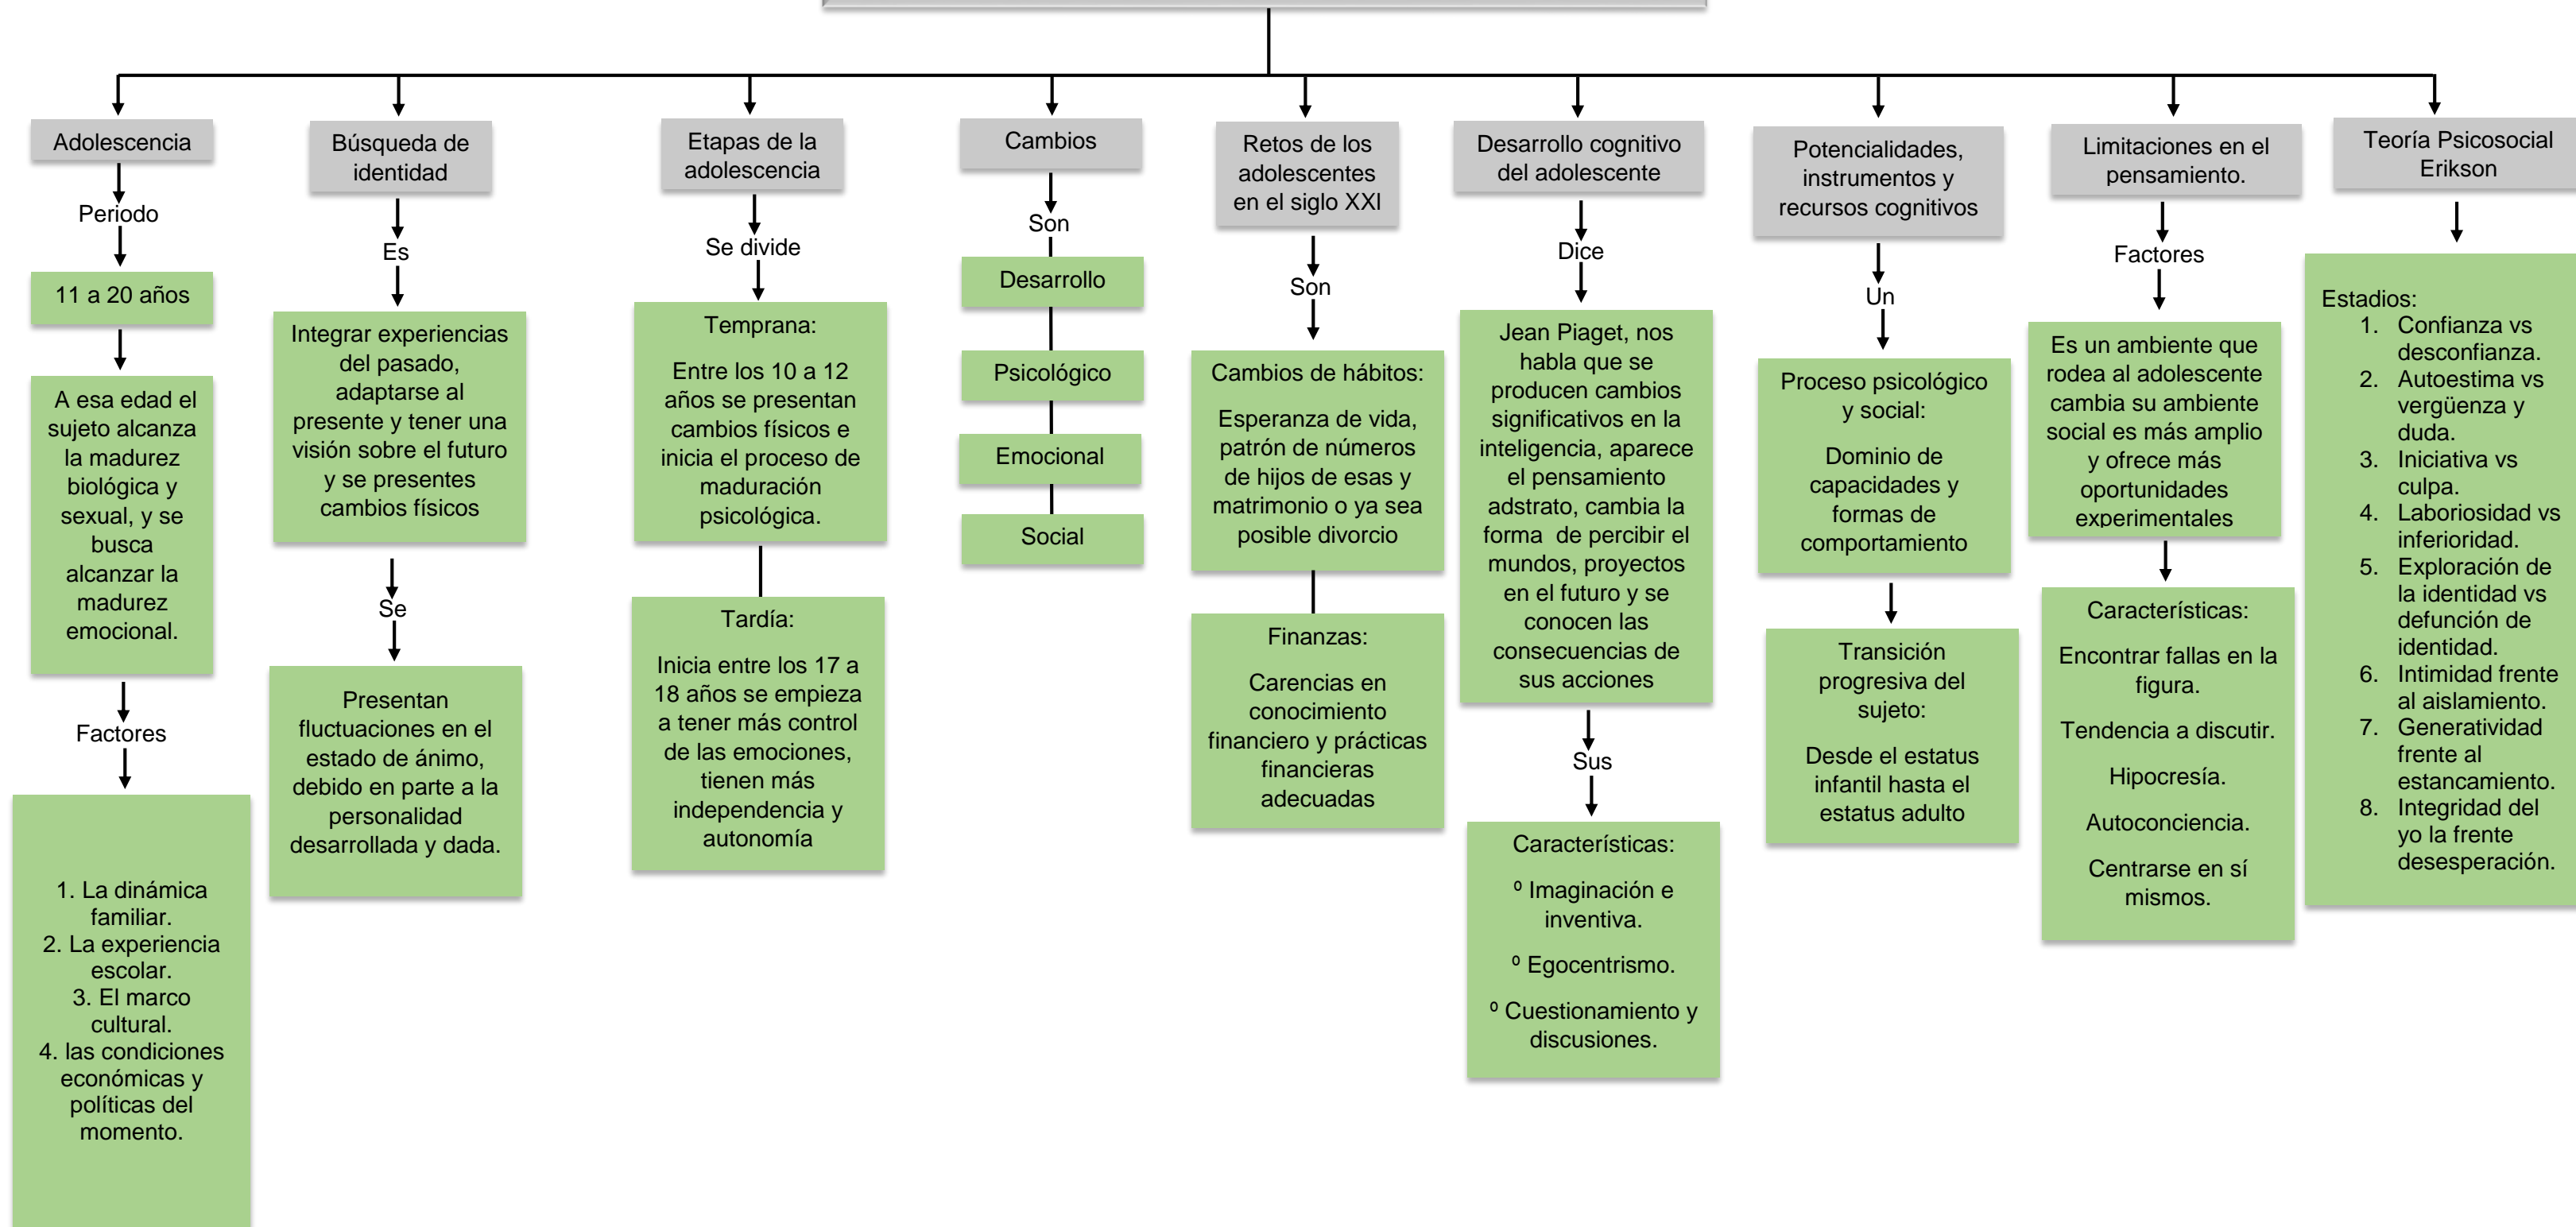 Adolescencia
Periodo
11 a 20 años
A esa edad el
sujeto alcanza
la madurez
biológica y
sexual, y se
busca
alcanzar la
madurez
emocional.
Factores
1. La dinámica
familiar.
2. La experiencia
escolar.
3. El marco
cultural.
4. las condiciones
económicas y
políticas del
momento.
Búsqueda de
identidad
Es
Integrar experiencias
del pasado,
adaptarse al
presente y tener una
visión sobre el futuro
y se presentes
cambios físicos
Se
Presentan
fluctuaciones en el
estado de ánimo,
debido en parte a la
personalidad
desarrollada y dada.
Etapas de la
adolescencia
Se divide
Temprana:
Entre los 10 a 12
años se presentan
cambios físicos e
inicia el proceso de
maduración
psicológica.
Tardía:
Inicia entre los 17 a
18 años se empieza
a tener más control
de las emociones,
tienen más
independencia y
autonomía
Cambios
Son
Desarrollo
Psicológico
Emocional
Social
Retos de los
adolescentes
en el siglo XXI
Son
Cambios de hábitos:
Esperanza de vida,
patrón de números
de hijos de esas y
matrimonio o ya sea
posible divorcio
Finanzas:
Carencias en
conocimiento
financiero y prácticas
financieras
adecuadas
Desarrollo cognitivo
del adolescente
Dice
Jean Piaget, nos
habla que se
producen cambios
significativos en la
inteligencia, aparece
el pensamiento
adstrato, cambia la
forma  de percibir el
mundos, proyectos
en el futuro y se
conocen las
consecuencias de
sus acciones
Sus
Características:
º Imaginación e
inventiva.
º Egocentrismo.
º Cuestionamiento y
discusiones.
Potencialidades,
instrumentos y
recursos cognitivos
Un
Proceso psicológico
y social:
Dominio de
capacidades y
formas de
comportamiento
Transición
progresiva del
sujeto:
Desde el estatus
infantil hasta el
estatus adulto
Limitaciones en el
pensamiento.
Factores
Es un ambiente que
rodea al adolescente
cambia su ambiente
social es más amplio
y ofrece más
oportunidades
experimentales
Características:
Encontrar fallas en la
figura.
Tendencia a discutir.
Hipocresía.
Autoconciencia.
Centrarse en sí
mismos.
Teoría Psicosocial
Erikson
Estadios:
1. Confianza vs
desconfianza.
2. Autoestima vs
vergüenza y
duda.
3. Iniciativa vs
culpa.
4. Laboriosidad vs
inferioridad.
5. Exploración de
la identidad vs
defunción de
identidad.
6. Intimidad frente
al aislamiento.
7. Generatividad
frente al
estancamiento.
8. Integridad del
yo la frente
desesperación.